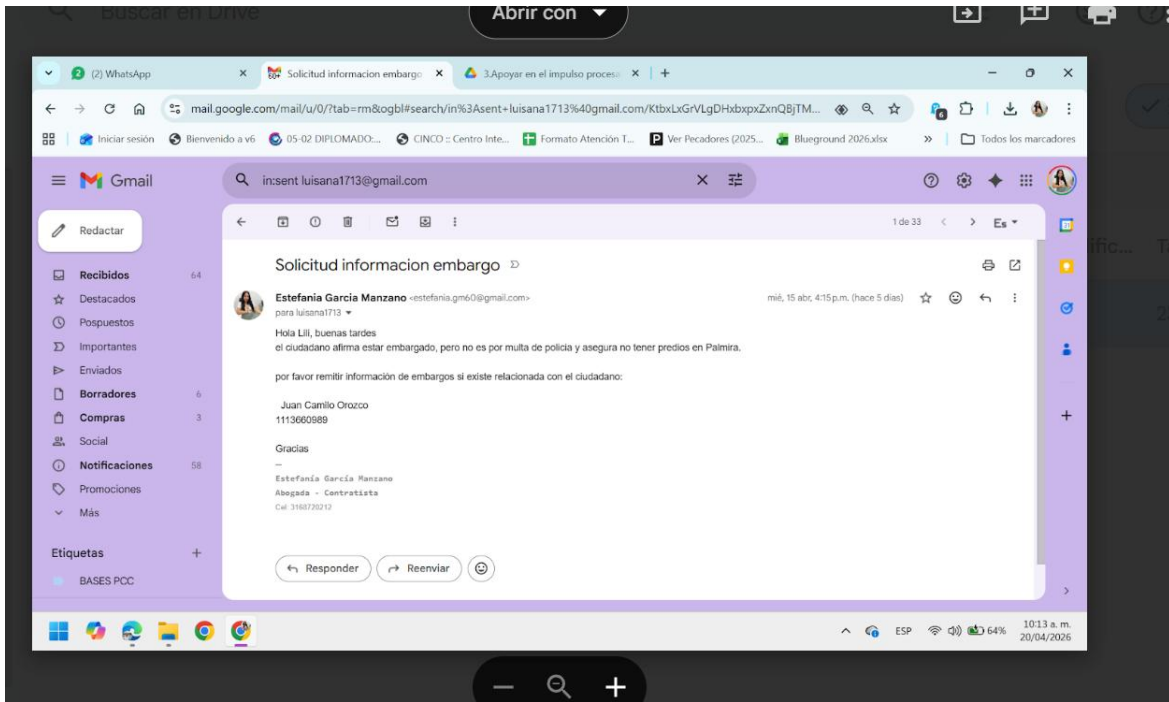 Buscar en Drive
Abrir con
2 (2) WhatsApp
Solicitud informacion embargo
3.Apoyar en el impulso procesa
mail.google.com/mail/u/0/?tab=rm&ogbl#search/in%3Asent+luisana1713%40gmail.com/KtbxLxGrVLgDHxbxpxZxnQBjTM...
Iniciar sesión
Bienvenido a v6
05-02 DIPLOMADO:...
CINCO :: Centro Inte...
Formato Atención T...
Ver Pecadores (2025...
Blueground 2026.xlsx
»
Todos los marcadores
Gmail
in:sent luisana1713@gmail.com
Redactar
1 de 33
Es
Recibidos 64
Destacados
Pospuestos
Importantes
Enviados
Borradores 6
Compras 3
Social
Notificaciones 58
Promociones
Más
Etiquetas +
BASES PCC
Solicitud informacion embargo
Estefania Garcia Manzano <estefania.gm60@gmail.com>
mié, 15 abr, 4:15 p.m. (hace 5 días)
para luisana1713
Hola Lili, buenas tardes
el ciudadano afirma estar embargado, pero no es por multa de policia y asegura no tener predios en Palmira.
por favor remitir información de embargos si existe relacionada con el ciudadano:
Juan Camilo Orozco
1113660989
Gracias
--
Estefanía García Manzano
Abogada - Contratista
Cel 3168720212
Responder
Reenviar
ESP
64%
10:13 a. m.
20/04/2026